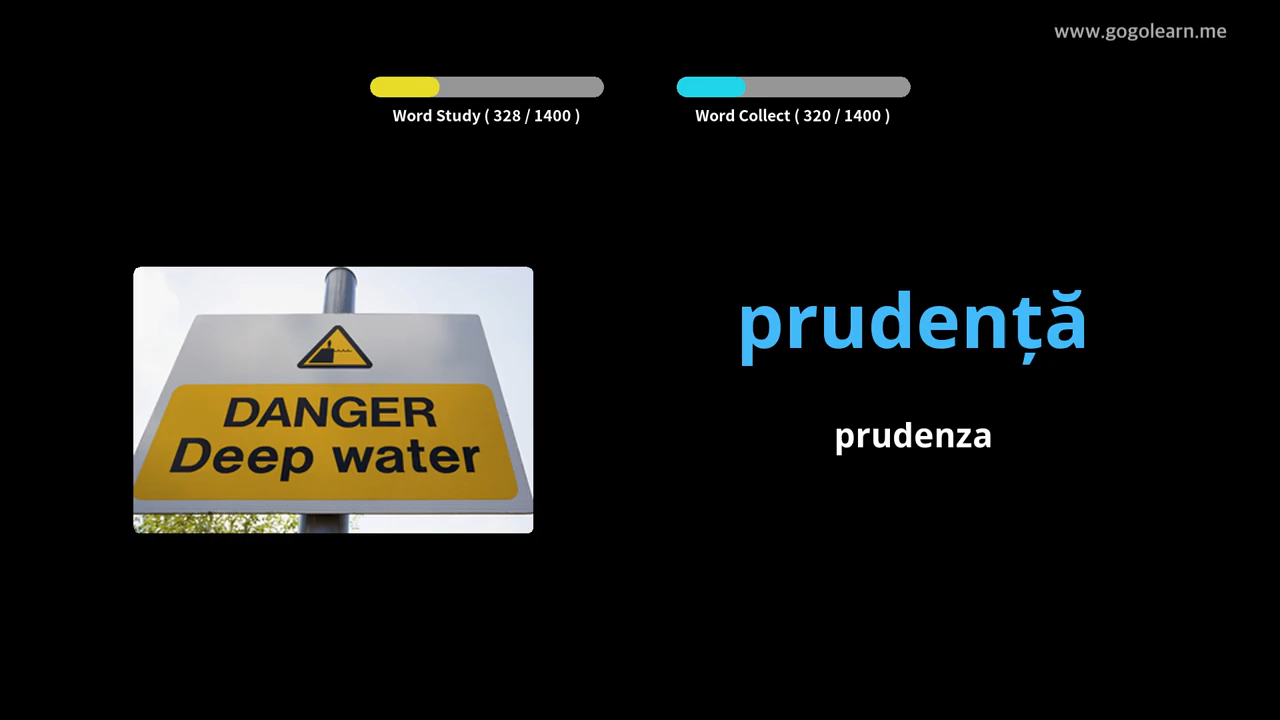 www.gogolearn.me
Word Study ( 328 / 1400 )
Word Collect ( 320 / 1400 )
DANGER
Deep water
prudență
prudenza